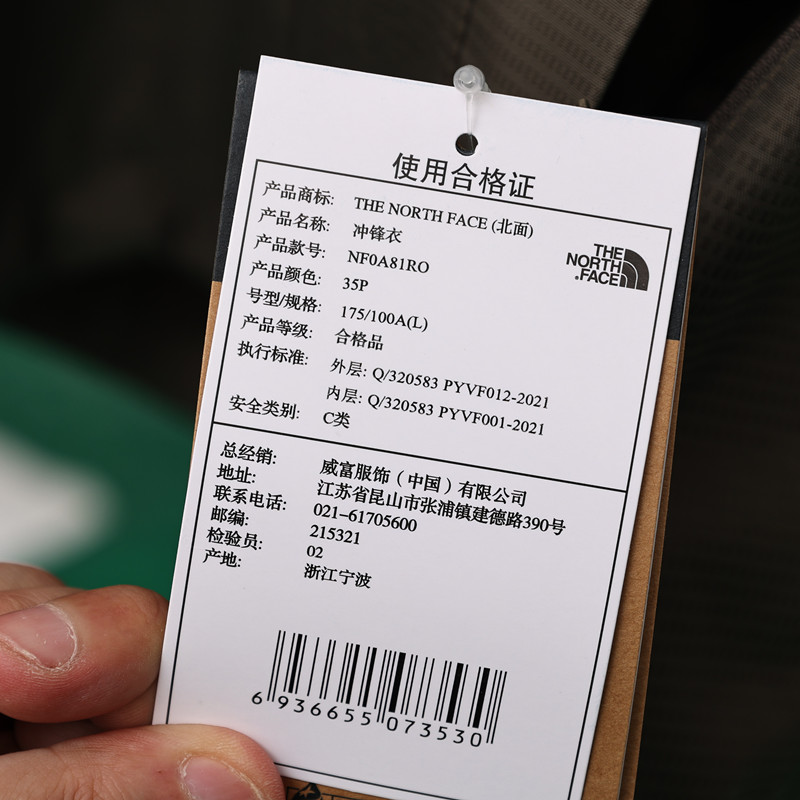 使用合格证
产品商标: THE NORTH FACE (北面)
产品名称: 冲锋衣
产品款号: NF0A81RO
产品颜色: 35P
号型/规格: 175/100A(L)
产品等级: 合格品
执行标准: 外层: Q/320583 PYVF012-2021
内层: Q/320583 PYVF001-2021
安全类别: C类
THE
NORTH
FACE
总经销: 威富服饰（中国）有限公司
地址: 江苏省昆山市张浦镇建德路390号
联系电话: 021-61705600
邮编: 215321
检验员: 02
产地: 浙江宁波
6936655073530